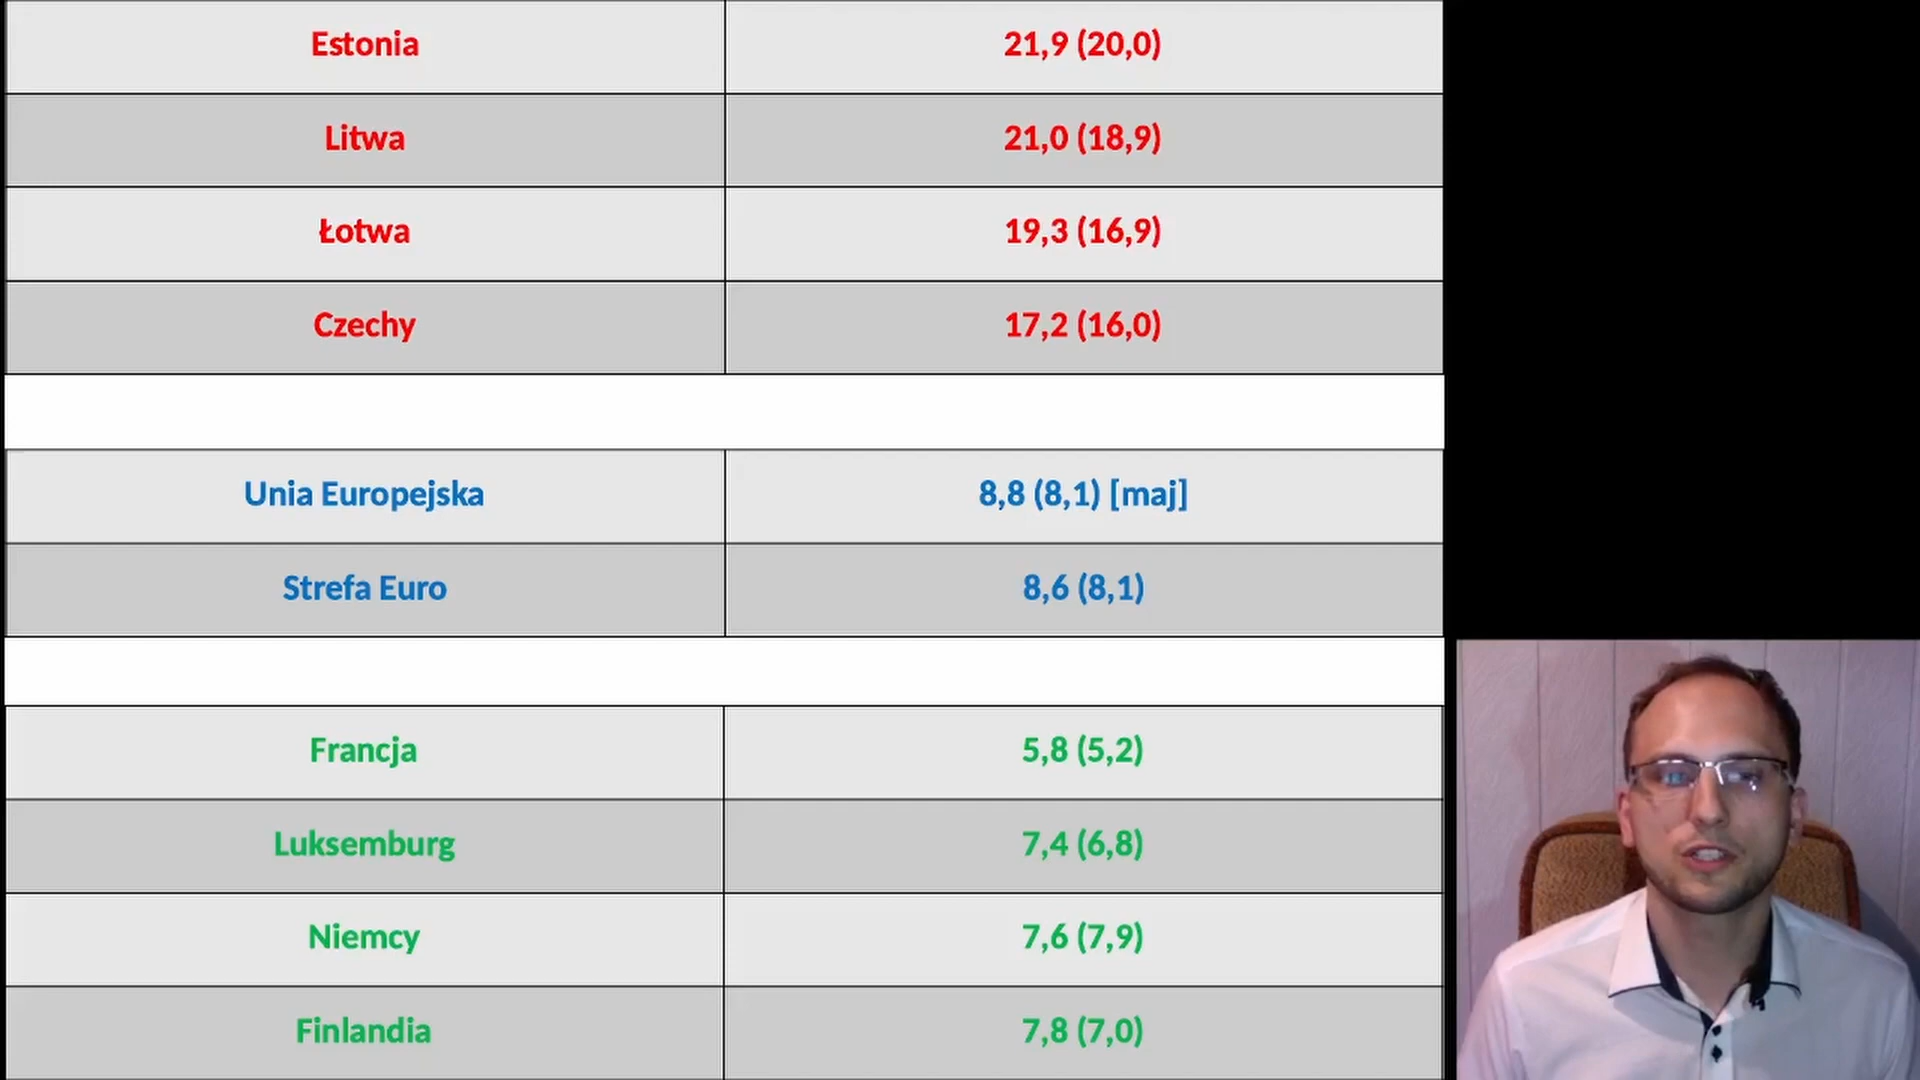 Estonia 21,9 (20,0)
Litwa 21,0 (18,9)
Łotwa 19,3 (16,9)
Czechy 17,2 (16,0)
Unia Europejska 8,8 (8,1) [maj]
Strefa Euro 8,6 (8,1)
Francja 5,8 (5,2)
Luksemburg 7,4 (6,8)
Niemcy 7,6 (7,9)
Finlandia 7,8 (7,0)